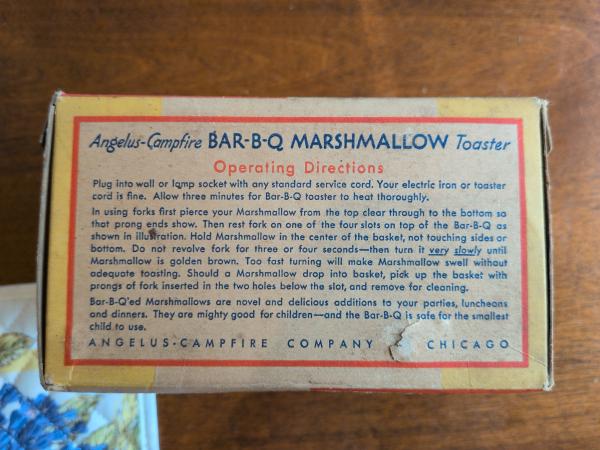 Angelus-Campfire BAR-B-Q MARSHMALLOW Toaster
Operating Directions
Plug into wall or lamp socket with any standard service cord. Your electric iron or toaster
cord is fine. Allow three minutes for Bar-B-Q toaster to heat thoroughly.
In using forks first pierce your Marshmallow from the top clear through to the bottom so
that prong ends show. Then rest fork on one of the four slots on top of the Bar-B-Q as
shown in illustration. Hold Marshmallow in the center of the basket, not touching sides or
bottom. Do not revolve fork for three or four seconds—then turn it very slowly until
Marshmallow is golden brown. Too fast turning will make Marshmallow swell without
adequate toasting. Should a Marshmallow drop into basket, pick up the basket with
prongs of fork inserted in the two holes below the slot, and remove for cleaning.
Bar-B-Q'ed Marshmallows are novel and delicious additions to your parties, luncheons
and dinners. They are mighty good for children—and the Bar-B-Q is safe for the smallest
child to use.
ANGELUS-CAMPFIRE COMPANY CHICAGO